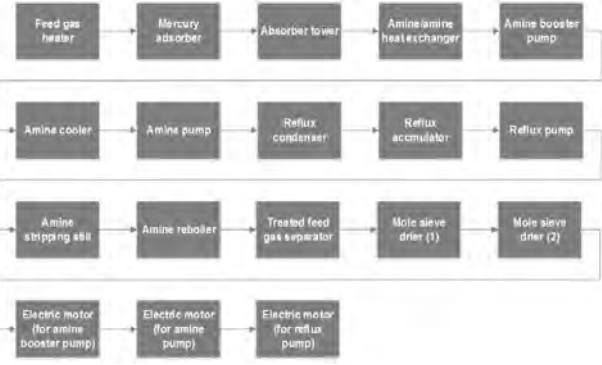 Feed gas
heater
Mercury
adsorber
Absorber tower
Amine/amine
heat exchanger
Amine booster
pump
Amine cooler
Amine pump
Reflux
condenser
Reflux
accmulator
Reflux pump
Amine
stripping still
Amine reboiler
Treated feed
gas separator
Mole sieve
drier (1)
Mole sieve
drier (2)
Electric motor
(for amine
booster pump)
Electric motor
(for amine
pump)
Electric motor
(for reflux
pump)